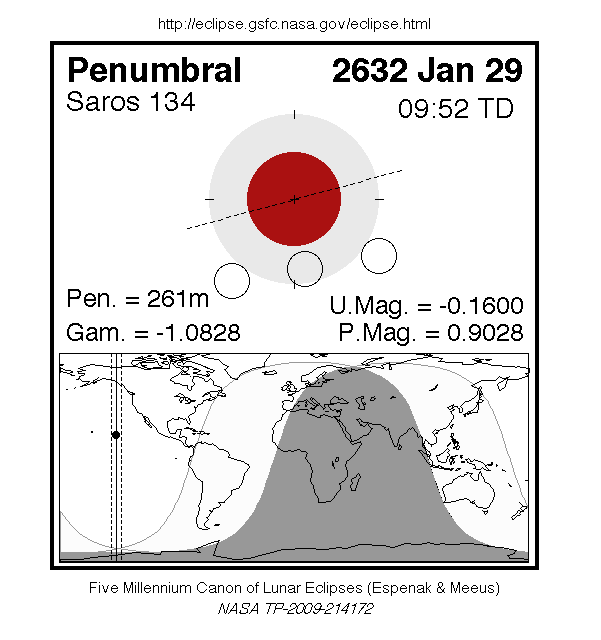 http://eclipse.gsfc.nasa.gov/eclipse.html
Penumbral 2632 Jan 29
Saros 134 09:52 TD
Pen. = 261m U.Mag. = -0.1600
Gam. = -1.0828 P.Mag. = 0.9028
Five Millennium Canon of Lunar Eclipses (Espenak & Meeus)
NASA TP-2009-214172